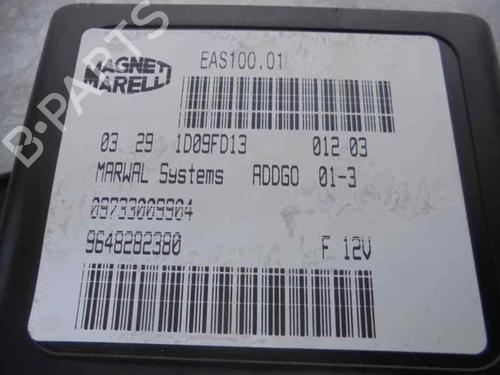 MAGNETI
MARELLI
EAS100.01
03 29 1D09FD13 012 03
MARWAL Systems ADDGO 01-3
09733009904
9648282380 F 12V
B-PARTS